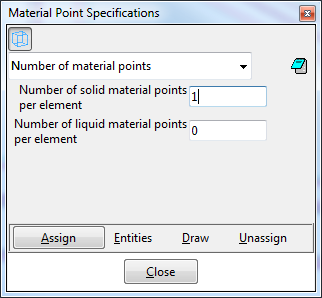 Material Point Specifications
Number of material points
Number of solid material points
per element
1
Number of liquid material points
per element
0
Assign Entities Draw Unassign
Close